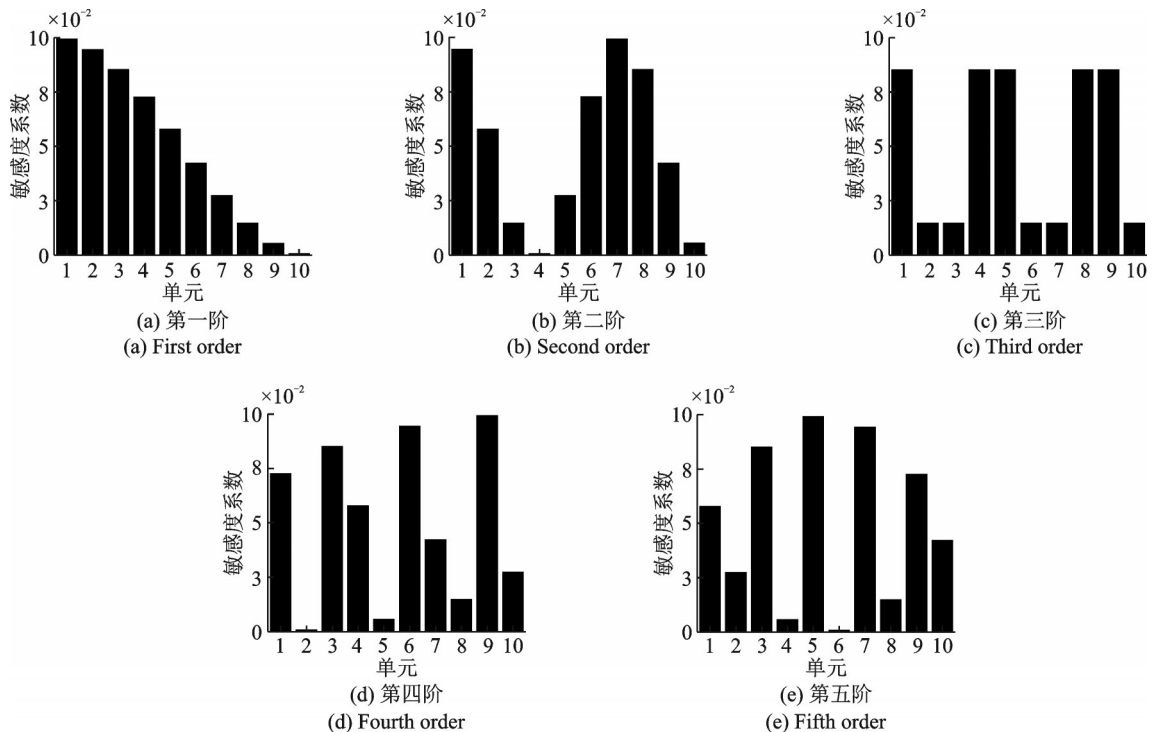 ×10⁻²
10
8
5
3
0
敏感度系数
1 2 3 4 5 6 7 8 9 10
单元
(a) 第一阶
(a) First order
×10⁻²
10
8
5
3
0
敏感度系数
1 2 3 4 5 6 7 8 9 10
单元
(b) 第二阶
(b) Second order
×10⁻²
10
8
5
3
0
敏感度系数
1 2 3 4 5 6 7 8 9 10
单元
(c) 第三阶
(c) Third order
×10⁻²
10
8
5
3
0
敏感度系数
1 2 3 4 5 6 7 8 9 10
单元
(d) 第四阶
(d) Fourth order
×10⁻²
10
8
5
3
0
敏感度系数
1 2 3 4 5 6 7 8 9 10
单元
(e) 第五阶
(e) Fifth order